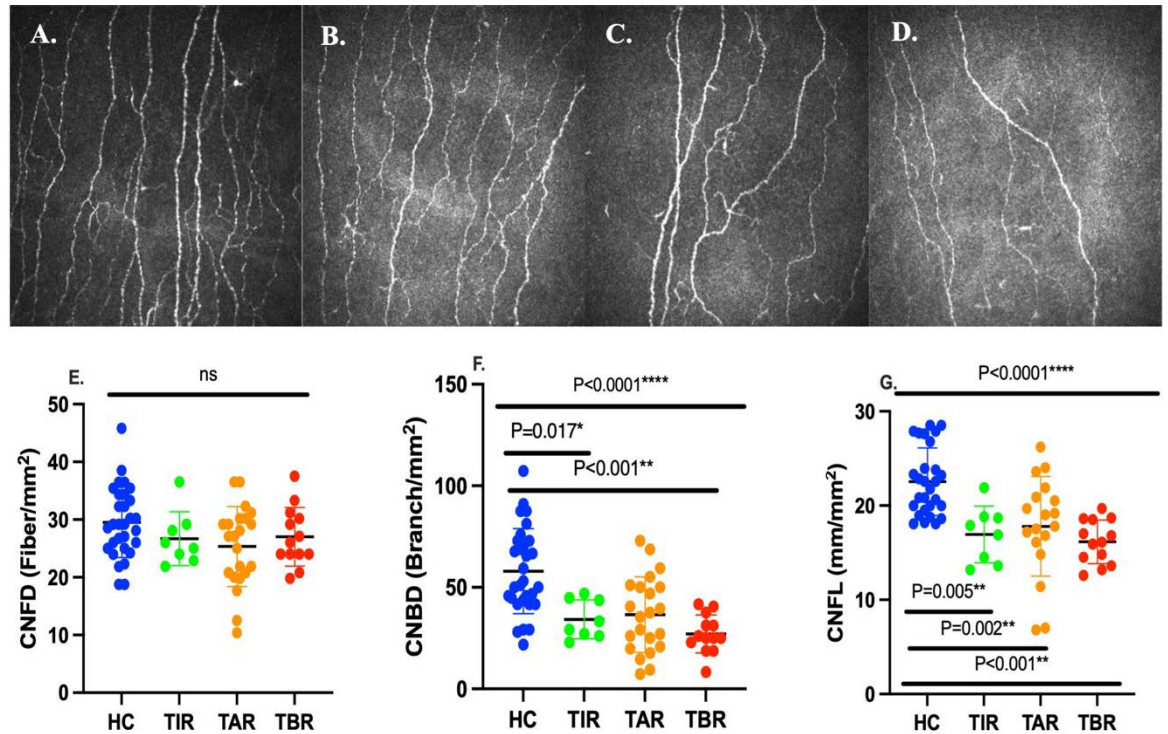 A.
B.
C.
D.
E.
ns
CNFD (Fiber/mm²)
50
40
30
20
10
0
HC TIR TAR TBR
F.
P<0.0001****
P=0.017*
P<0.001**
CNBD (Branch/mm²)
150
100
50
0
HC TIR TAR TBR
G.
P<0.0001****
CNFL (mm/mm²)
30
20
10
0
P=0.005**
P=0.002**
P<0.001**
HC TIR TAR TBR